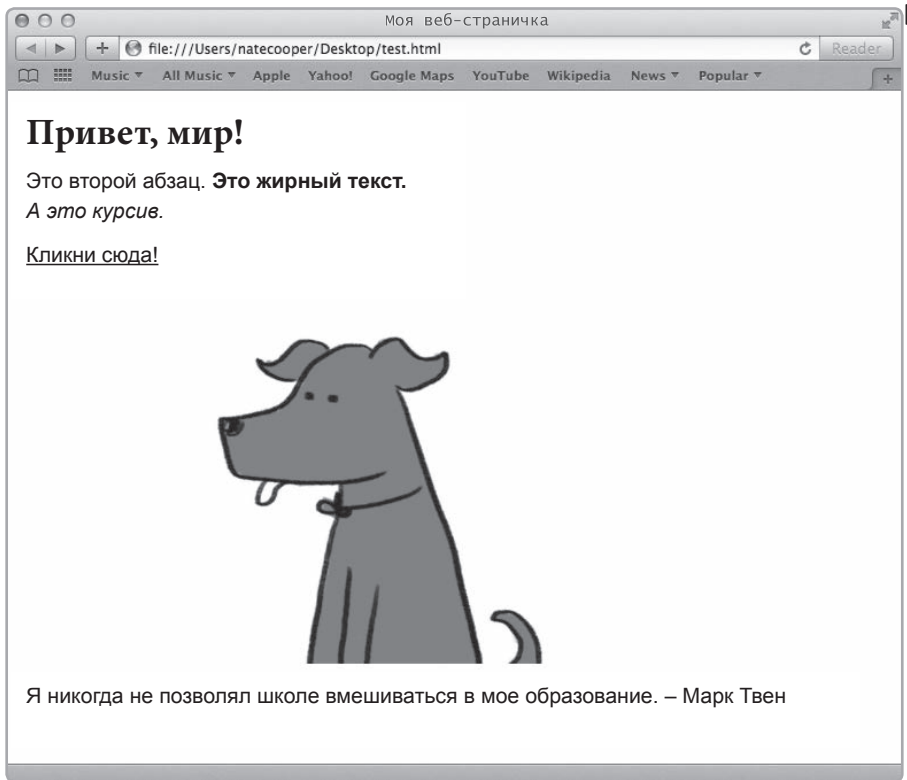 Моя веб-страничка
file:///Users/natecooper/Desktop/test.html
Reader
Music All Music Apple Yahoo! Google Maps YouTube Wikipedia News Popular
Привет, мир!
Это второй абзац. Это жирный текст.
А это курсив.
Кликни сюда!
Я никогда не позволял школе вмешиваться в мое образование. – Марк Твен